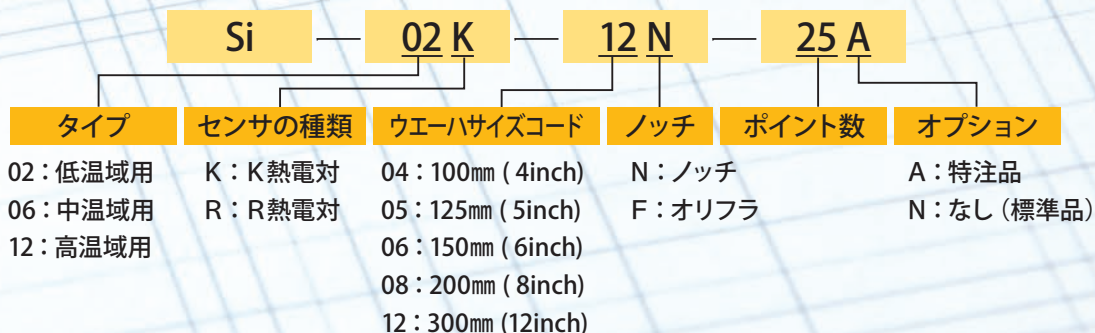 Si — 02 K — 12 N — 25 A
タイプ センサの種類 ウエーハサイズコード ノッチ ポイント数 オプション
02：低温域用 K：K熱電対 04：100㎜ ( 4inch) N：ノッチ A：特注品
06：中温域用 R：R熱電対 05：125㎜ ( 5inch) F：オリフラ N：なし（標準品）
12：高温域用 06：150㎜ ( 6inch)
08：200㎜ ( 8inch)
12：300㎜ (12inch)